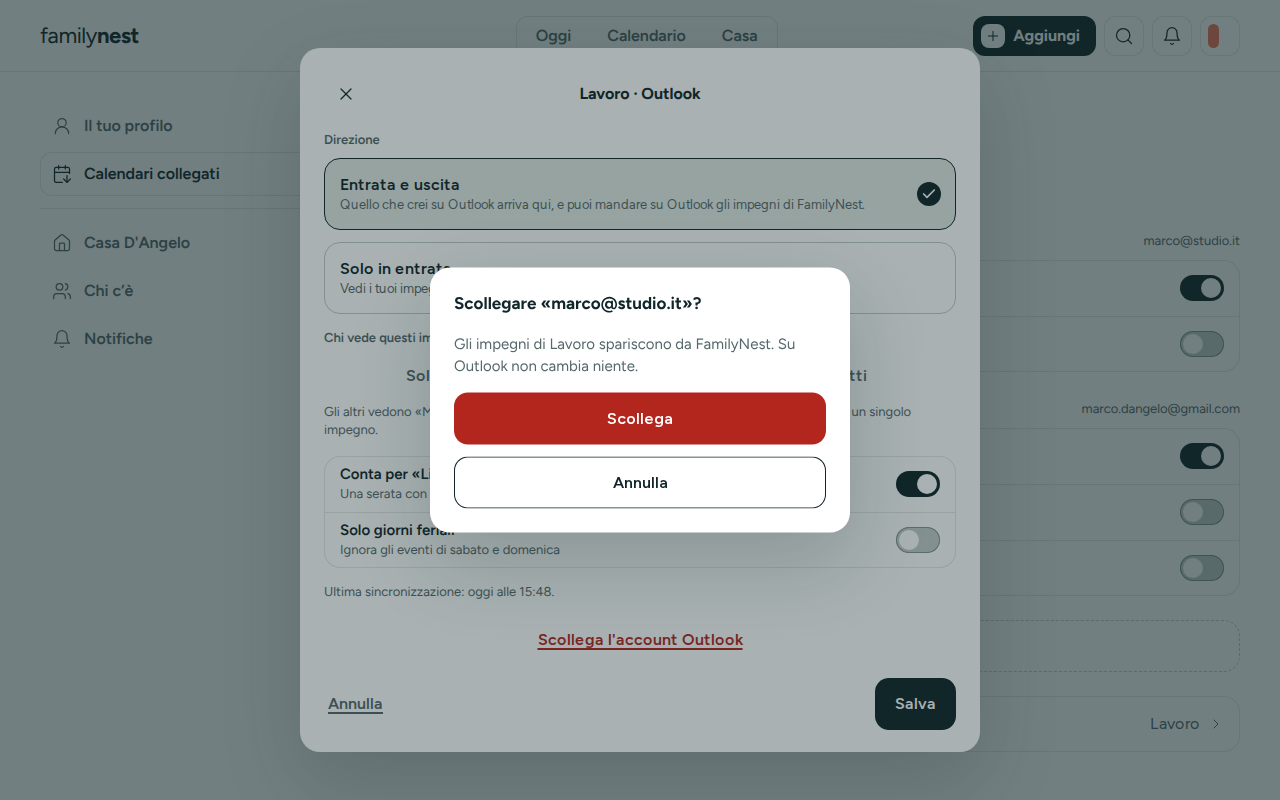 familynest
Oggi
Calendario
Casa
Aggiungi
Il tuo profilo
Calendari collegati
Casa D'Angelo
Chi c'è
Notifiche
marco@studio.it
marco.dangelo@gmail.com
Lavoro
Lavoro · Outlook
Direzione
Entrata e uscita
Quello che crei su Outlook arriva qui, e puoi mandare su Outlook gli impegni di FamilyNest.
Solo in entrata
Vedi i tuoi
Chi vede questi
Gli altri vedono
un singolo
impegno.
Conta per
Una serata con
Solo giorni feriali
Ignora gli eventi di sabato e domenica
Ultima sincronizzazione: oggi alle 15:48.
Scollega l'account Outlook
Annulla
Salva
Scollegare «marco@studio.it»?
Gli impegni di Lavoro spariscono da FamilyNest. Su
Outlook non cambia niente.
Scollega
Annulla